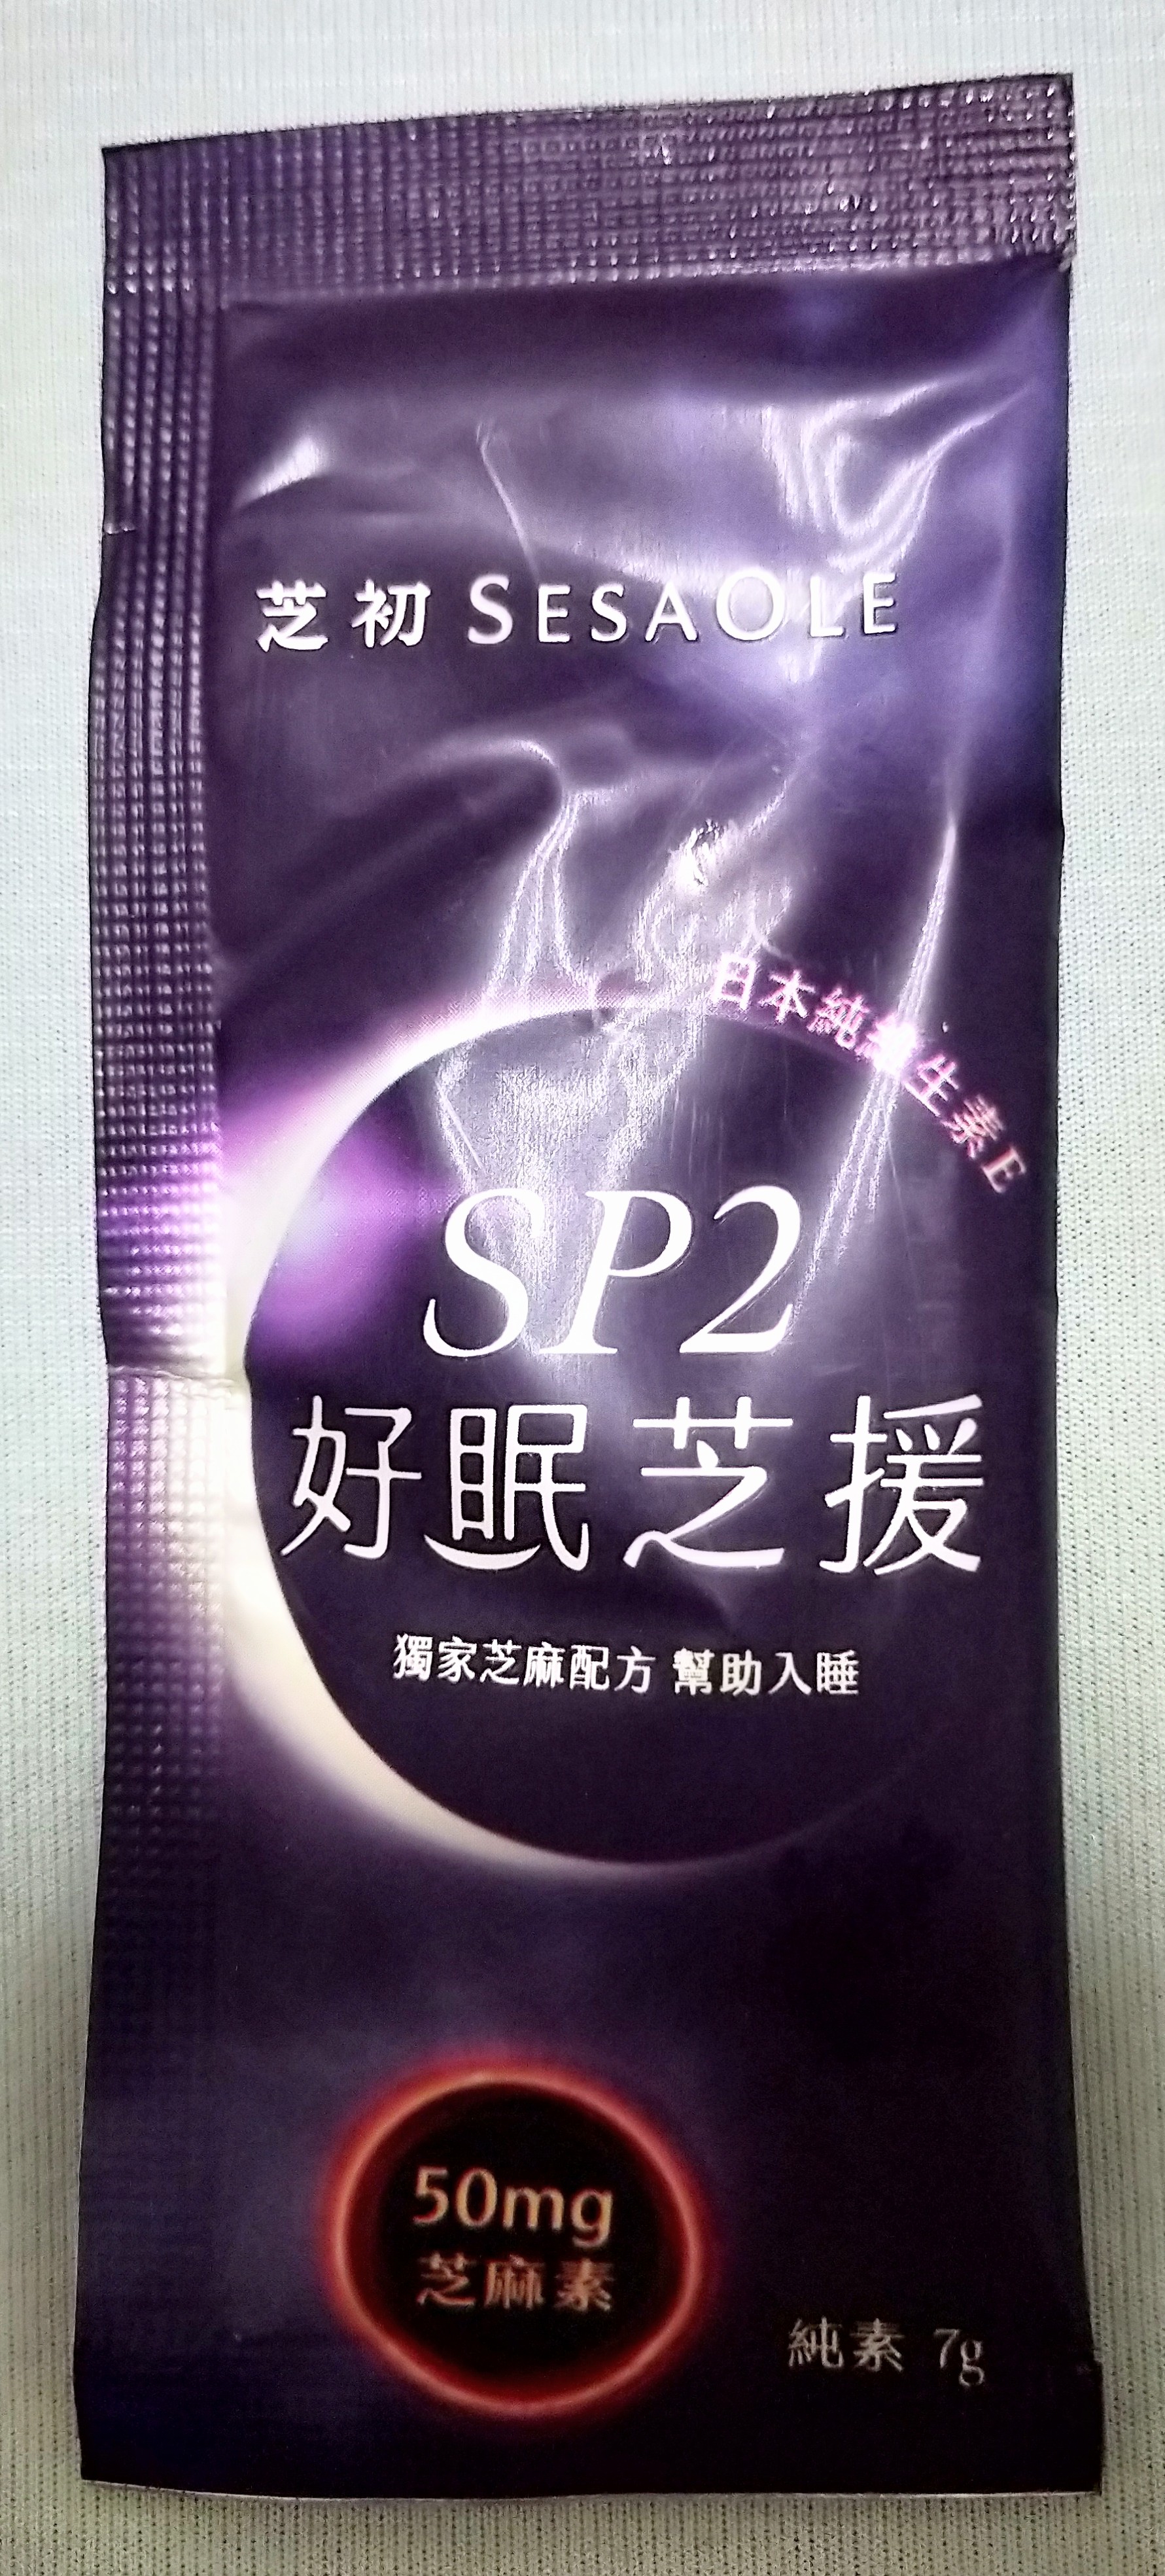 芝初 SESAOLE
日本純維生素E
SP2
好眠芝援
獨家芝麻配方 幫助入睡
50mg
芝麻素
純素 7g